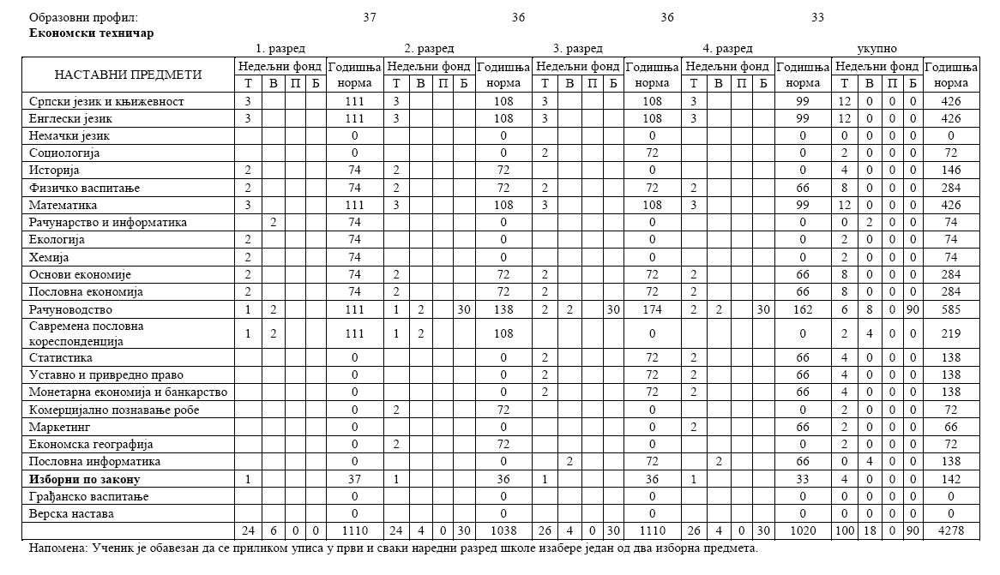 Образовни профил: 37 36 36 33
Економски техничар
1. разред 2. разред 3. разред 4. разред укупно
НАСТАВНИ ПРЕДМЕТИ Недељни фонд Годишња норма Недељни фонд Годишња норма Недељни фонд Годишња норма Недељни фонд Годишња норма Недељни фонд Годишња норма
Т В П Б Т В П Б Т В П Б Т В П Б Т В П Б
Српски језик и књижевност 3 111 3 108 3 108 3 99 12 0 0 0 426
Енглески језик 3 111 3 108 3 108 3 99 12 0 0 0 426
Немачки језик 0 0 0 0 0 0 0 0 0
Социологија 0 0 2 72 0 2 0 0 0 72
Историја 2 74 2 72 0 0 4 0 0 0 146
Физичко васпитање 2 74 2 72 2 72 2 66 8 0 0 0 284
Математика 3 111 3 108 3 108 3 99 12 0 0 0 426
Рачунарство и информатика 2 74 0 0 0 0 2 0 0 74
Екологија 2 74 0 0 0 2 0 0 0 74
Хемија 2 74 0 0 0 2 0 0 0 74
Основи економије 2 74 2 72 2 72 2 66 8 0 0 0 284
Пословна економија 2 74 2 72 2 72 2 66 8 0 0 0 284
Рачуноводство 1 2 111 1 2 30 138 2 2 30 174 2 2 30 162 6 8 0 90 585
Савремена пословна
кореспонденција 1 2 111 1 2 108 0 0 2 4 0 0 219
Статистика 0 0 2 72 2 66 4 0 0 0 138
Уставно и привредно право 0 0 2 72 2 66 4 0 0 0 138
Монетарна економија и банкарство 0 0 2 72 2 66 4 0 0 0 138
Комерцијално познавање робе 0 2 72 0 0 2 0 0 0 72
Маркетинг 0 0 0 2 66 2 0 0 0 66
Економска географија 0 2 72 0 0 2 0 0 0 72
Пословна информатика 0 0 2 72 2 66 0 4 0 0 138
Изборни по закону 1 37 1 36 1 36 1 33 4 0 0 0 142
Грађанско васпитање 0 0 0 0 0 0 0 0 0
Верска настава 0 0 0 0 0 0 0 0 0
24 6 0 0 1110 24 4 0 30 1038 26 4 0 30 1110 26 4 0 30 1020 100 18 0 90 4278
Напомена: Ученик је обавезан да се приликом уписа у први и сваки наредни разред школе изабере један од два изборна предмета.